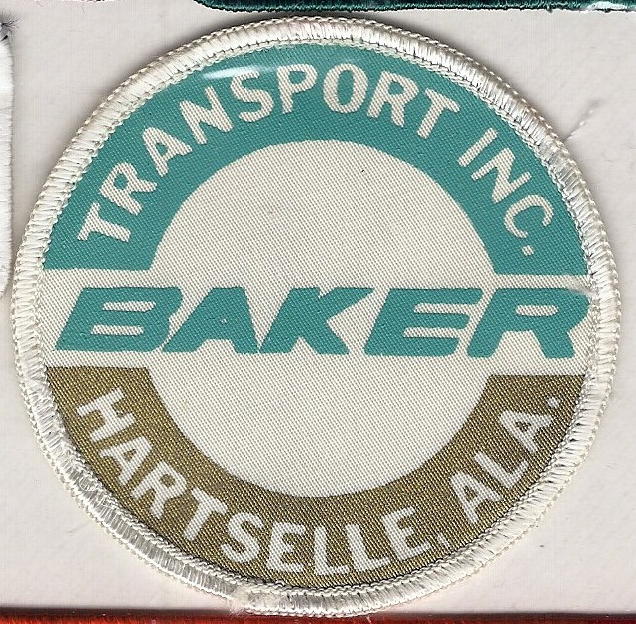 TRANSPORT INC.
BAKER
HARTSELLE, ALA.